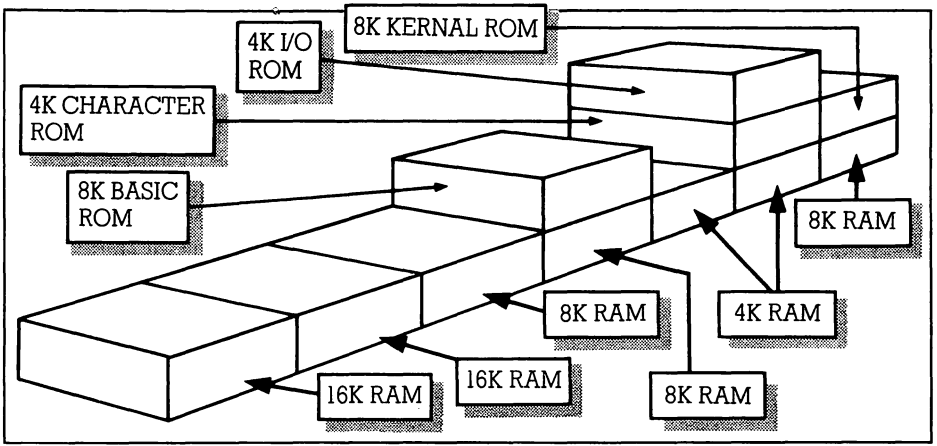 8K KERNAL ROM
4K I/O
ROM
4K CHARACTER
ROM
8K BASIC
ROM
8K RAM
4K RAM
8K RAM
8K RAM
16K RAM
16K RAM